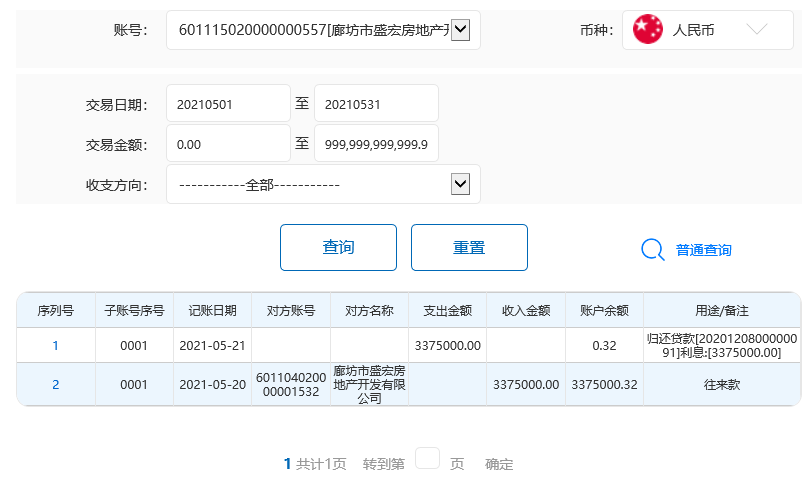 账号： 601115020000000557[廊坊市盛宏房地产开 币种： 人民币
交易日期： 20210501 至 20210531
交易金额： 0.00 至 999,999,999,999.9
收支方向： -----------全部-----------
查询 重置 普通查询
序列号 子账号序号 记账日期 对方账号 对方名称 支出金额 收入金额 账户余额 用途/备注
1 0001 2021-05-21 3375000.00 0.32 归还贷款[20201208000000
91]利息:[3375000.00]
2 0001 2021-05-20 6011040200
00001532 廊坊市盛宏房
地产开发有限
公司 3375000.00 3375000.32 往来款
1 共计1页 转到第 页 确定